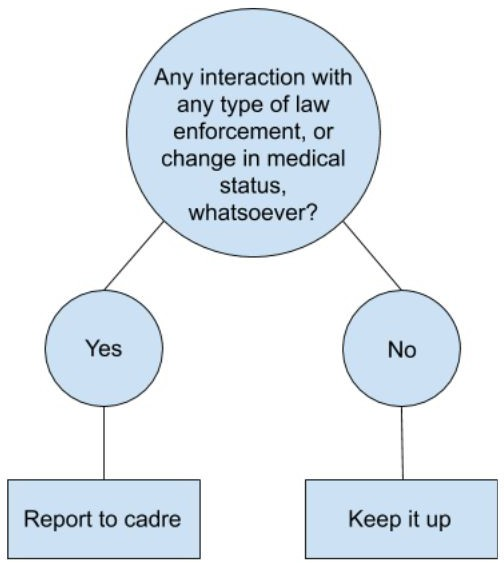 Any interaction with
any type of law
enforcement, or
change in medical
status,
whatsoever?
Yes
No
Report to cadre
Keep it up